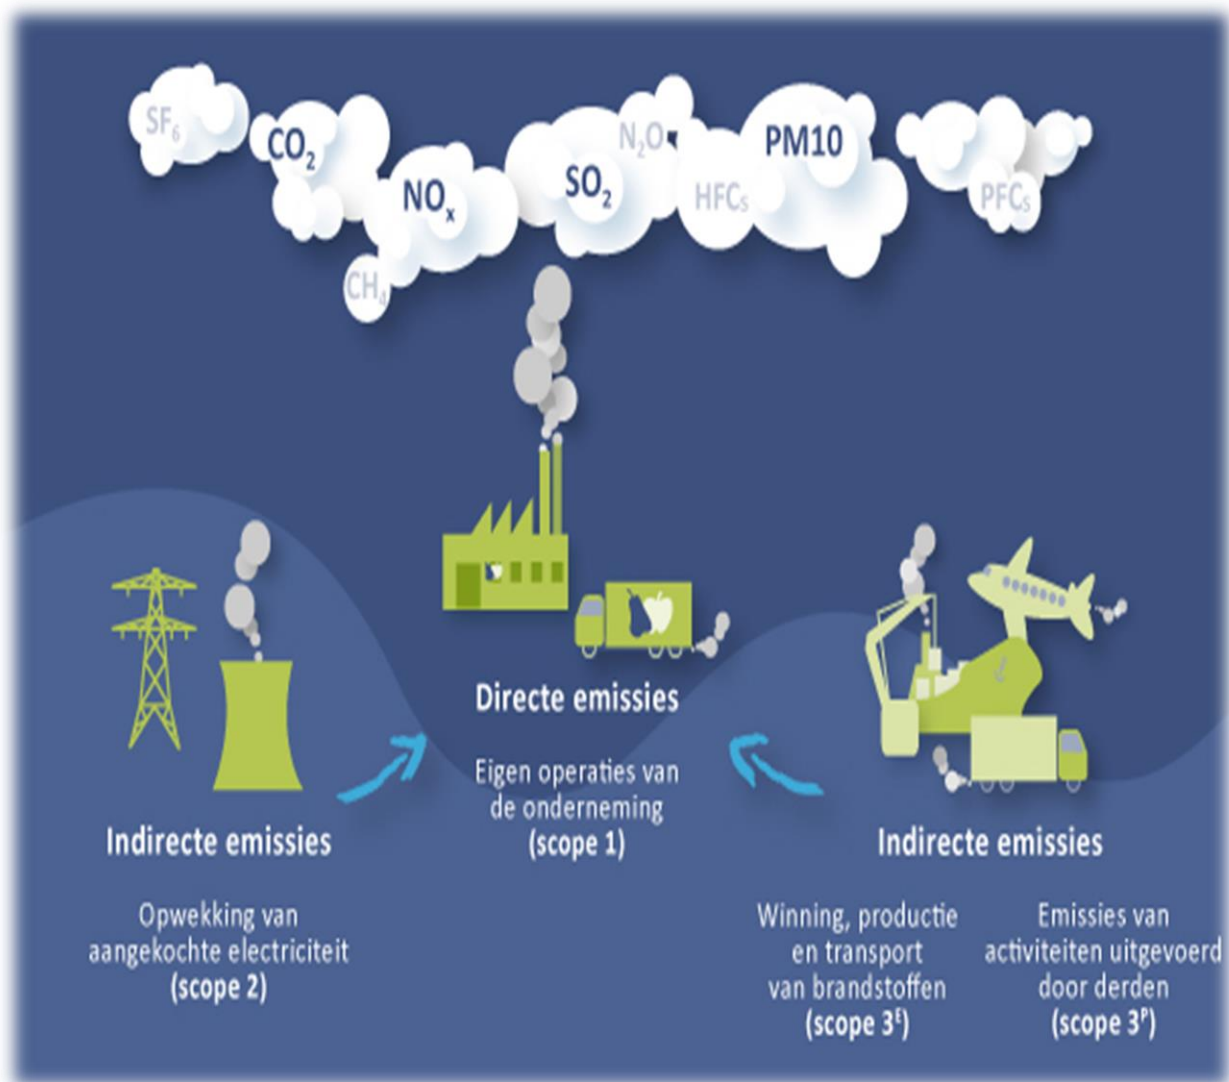 SF₆
CO₂
NOₓ
CH₄
SO₂
N₂O
HFCs
PM10
PFCs
Directe emissies
Eigen operaties van
de onderneming
(scope 1)
Indirecte emissies
Opwekking van
aangekochte electriciteit
(scope 2)
Indirecte emissies
Winning, productie
en transport
van brandstoffen
(scope 3ᴱ)
Emissies van
activiteiten uitgevoerd
door derden
(scope 3ᴾ)